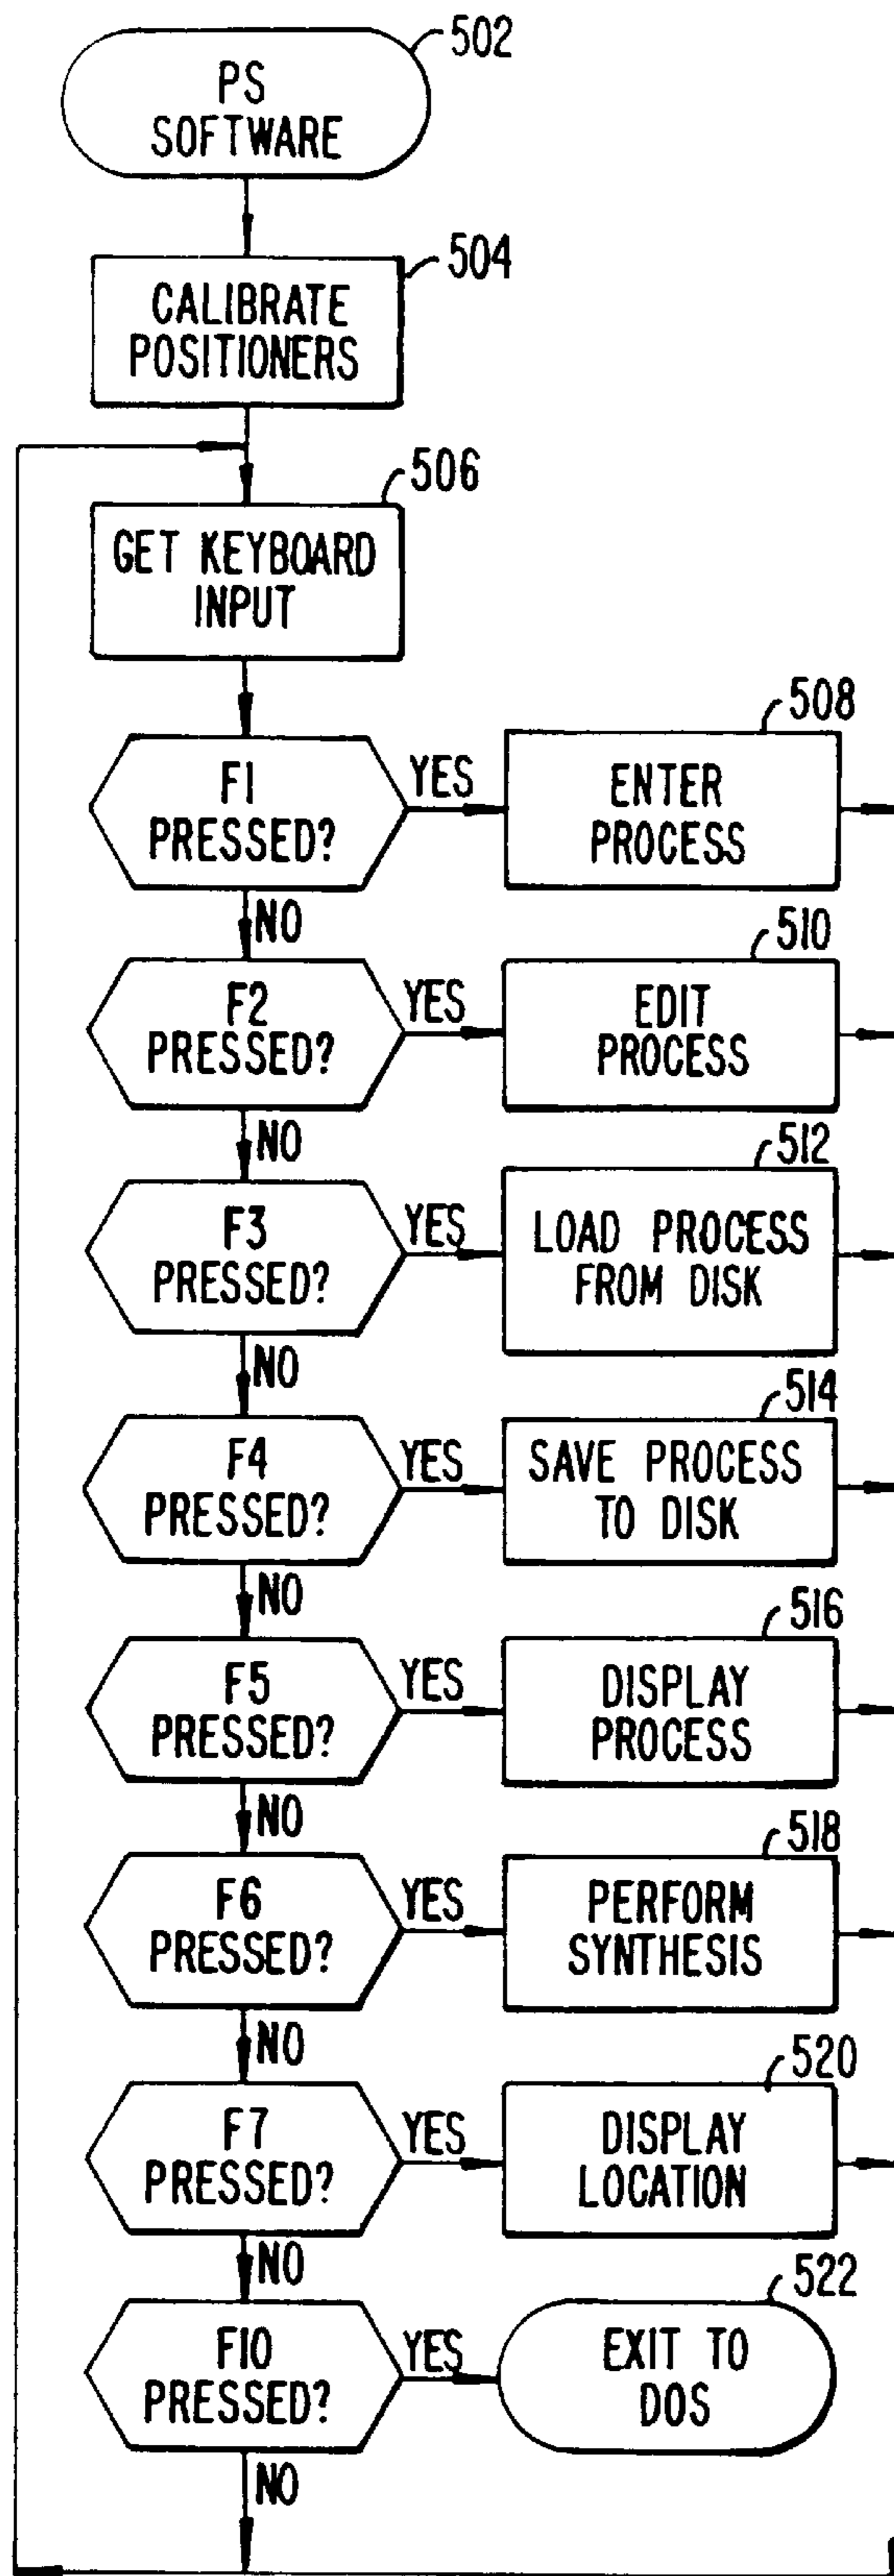 502
PS
SOFTWARE
504
CALIBRATE
POSITIONERS
506
GET KEYBOARD
INPUT
508
F1
PRESSED?
YES
ENTER
PROCESS
NO
510
F2
PRESSED?
YES
EDIT
PROCESS
NO
512
F3
PRESSED?
YES
LOAD PROCESS
FROM DISK
NO
514
F4
PRESSED?
YES
SAVE PROCESS
TO DISK
NO
516
F5
PRESSED?
YES
DISPLAY
PROCESS
NO
518
F6
PRESSED?
YES
PERFORM
SYNTHESIS
NO
520
F7
PRESSED?
YES
DISPLAY
LOCATION
NO
522
F10
PRESSED?
YES
EXIT TO
DOS
NO